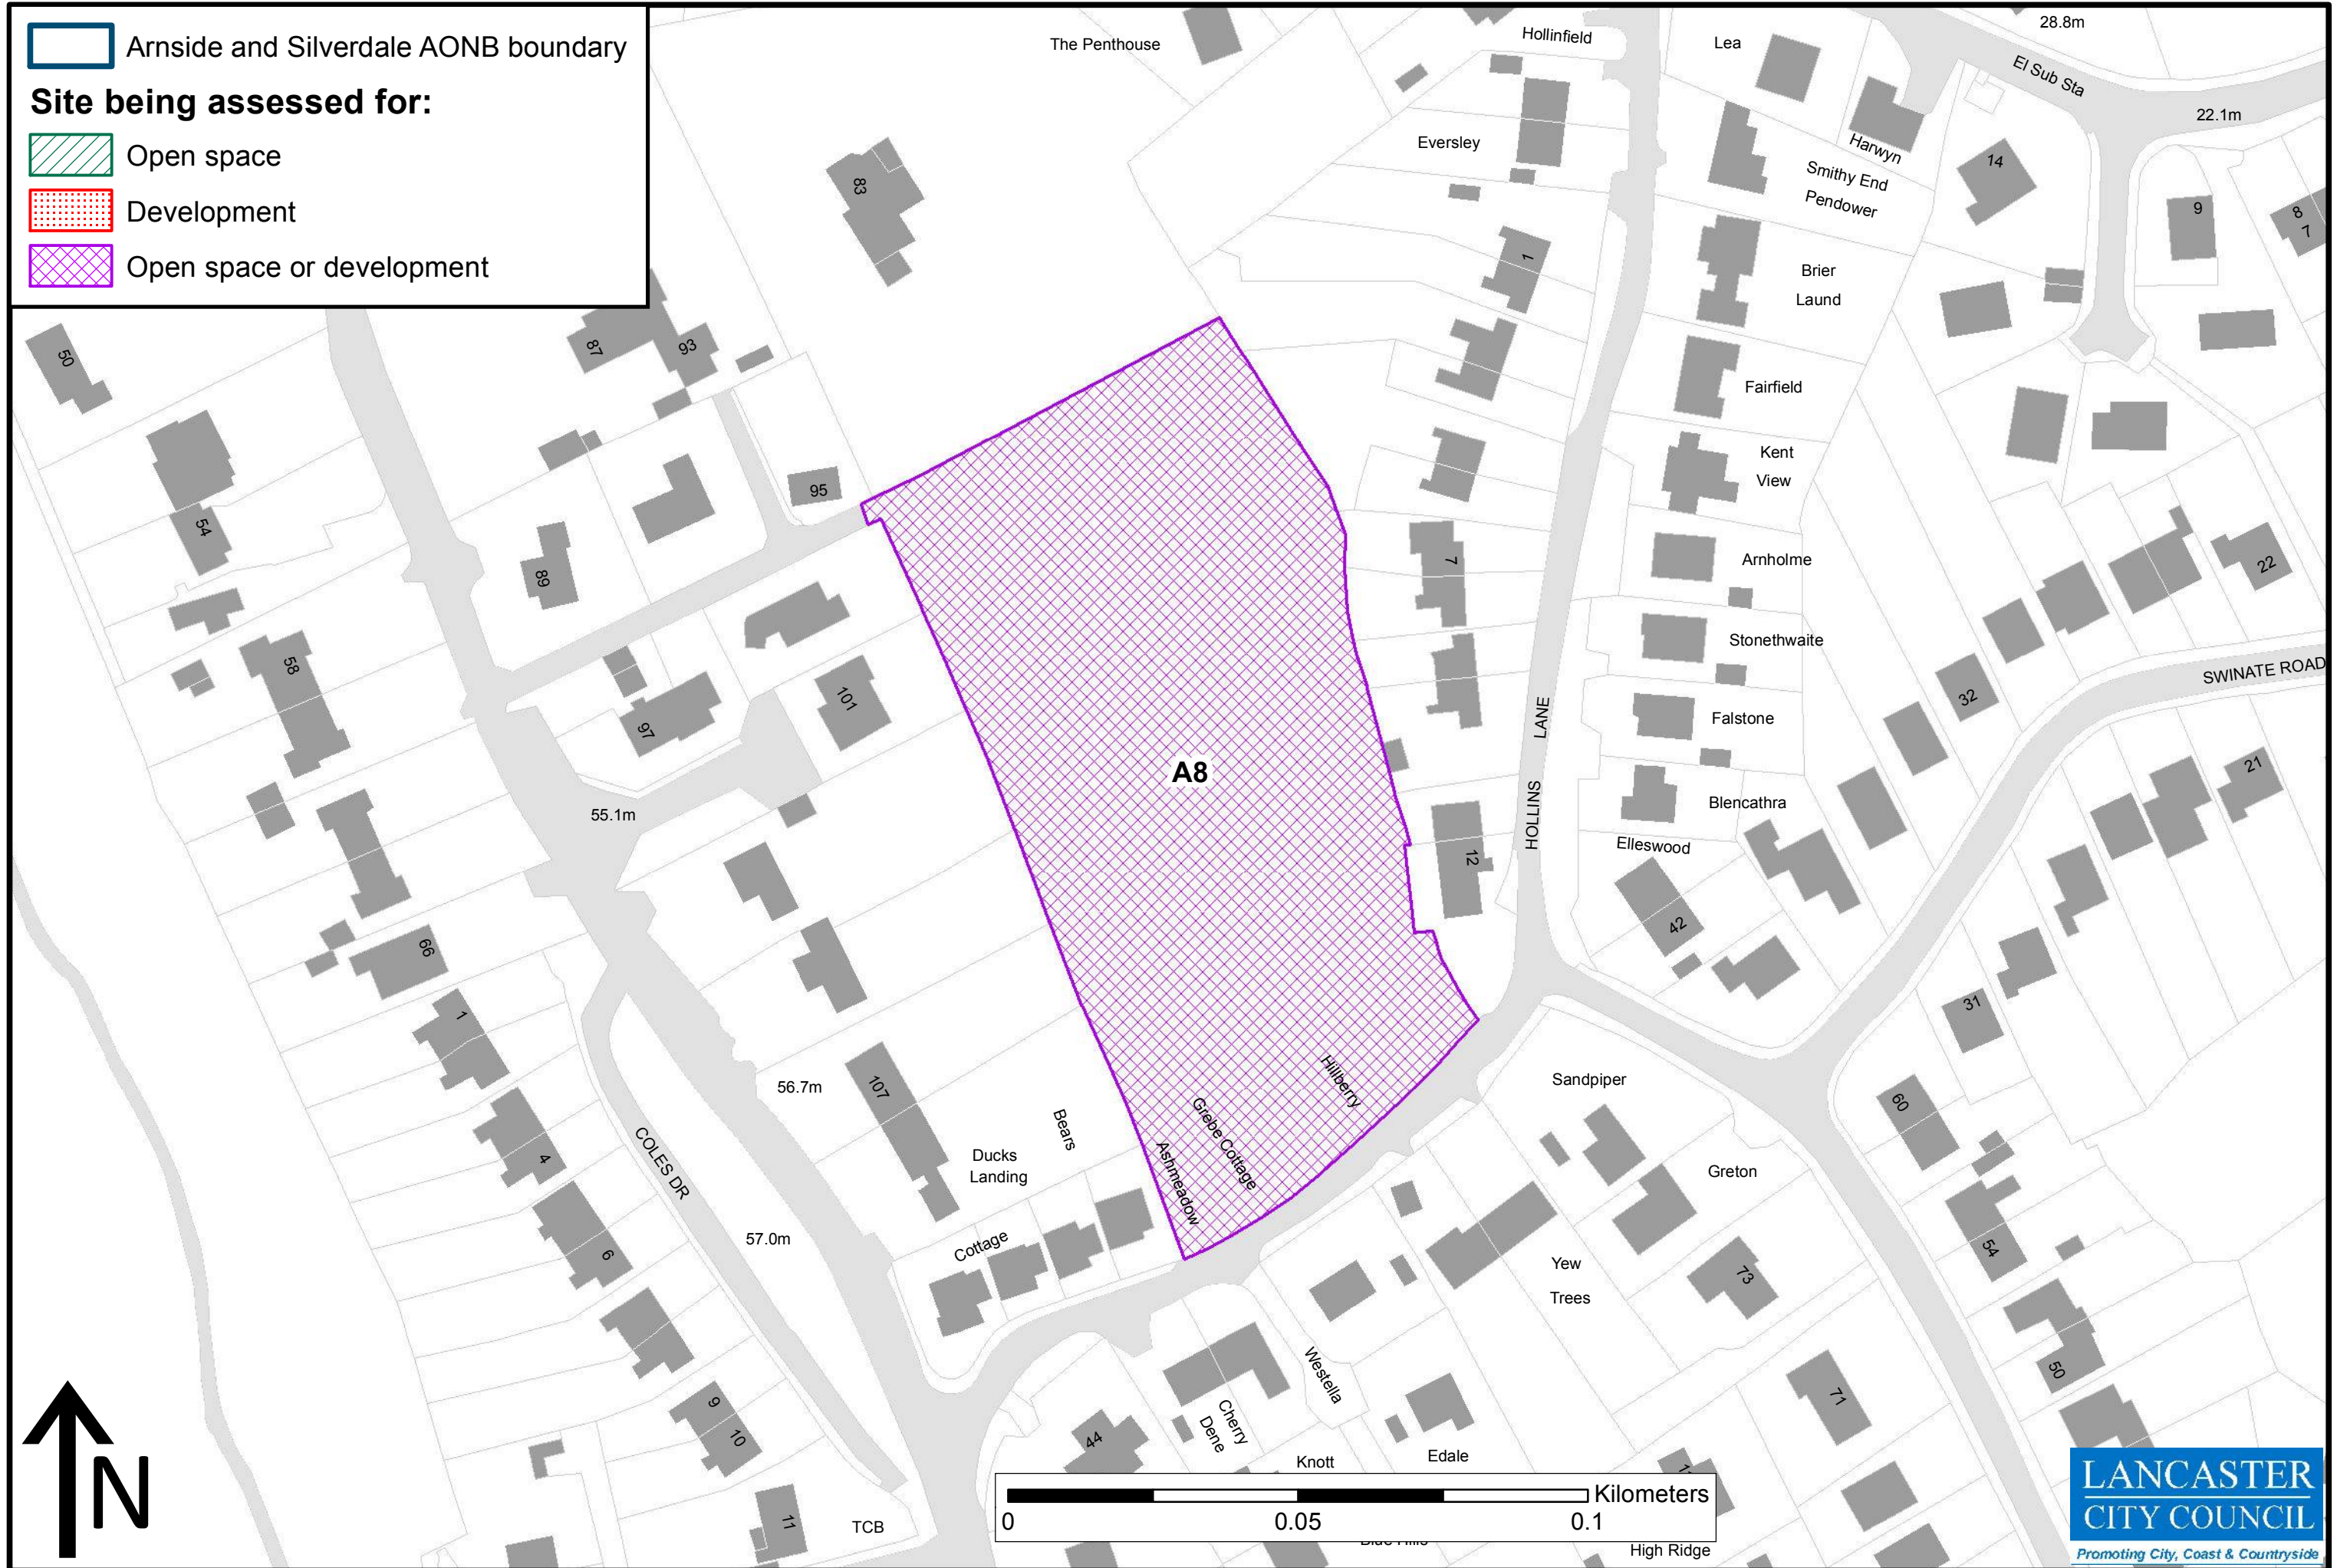 Arnside and Silverdale AONB boundary
Site being assessed for:
Open space
Development
Open space or development
The Penthouse
Hollinfield
Lea
28.8m
El Sub Sta
22.1m
Eversley
Harwyn
Smithy End
Pendower
14
9
8
7
83
1
Brier
Laund
50
87
93
Fairfield
95
Kent
View
54
89
7
Arnholme
22
58
97
101
Stonethwaite
SWINATE ROAD
Falstone
32
A8
HOLLINS LANE
55.1m
Blencathra
21
12
Elleswood
42
66
31
1
56.7m
107
Hillberry
Sandpiper
60
Bears
Grebe Cottage
4
COLES DR
Ducks
Landing
Ashmeadow
Greton
6
57.0m
Cottage
Yew
Trees
73
54
Westella
50
9
10
Cherry
Dene
71
44
Knott
Edale
11
TCB
N
Kilometers
0
0.05
0.1
High Ridge
LANCASTER
CITY COUNCIL
Promoting City, Coast & Countryside